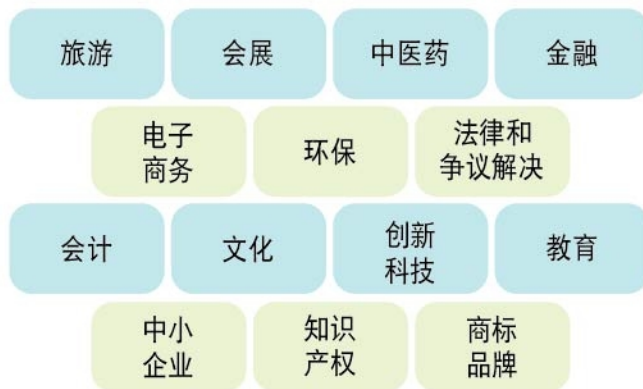 旅游
会展
中医药
金融
电子
商务
环保
法律和
争议解决
会计
文化
创新
科技
教育
中小
企业
知识
产权
商标
品牌